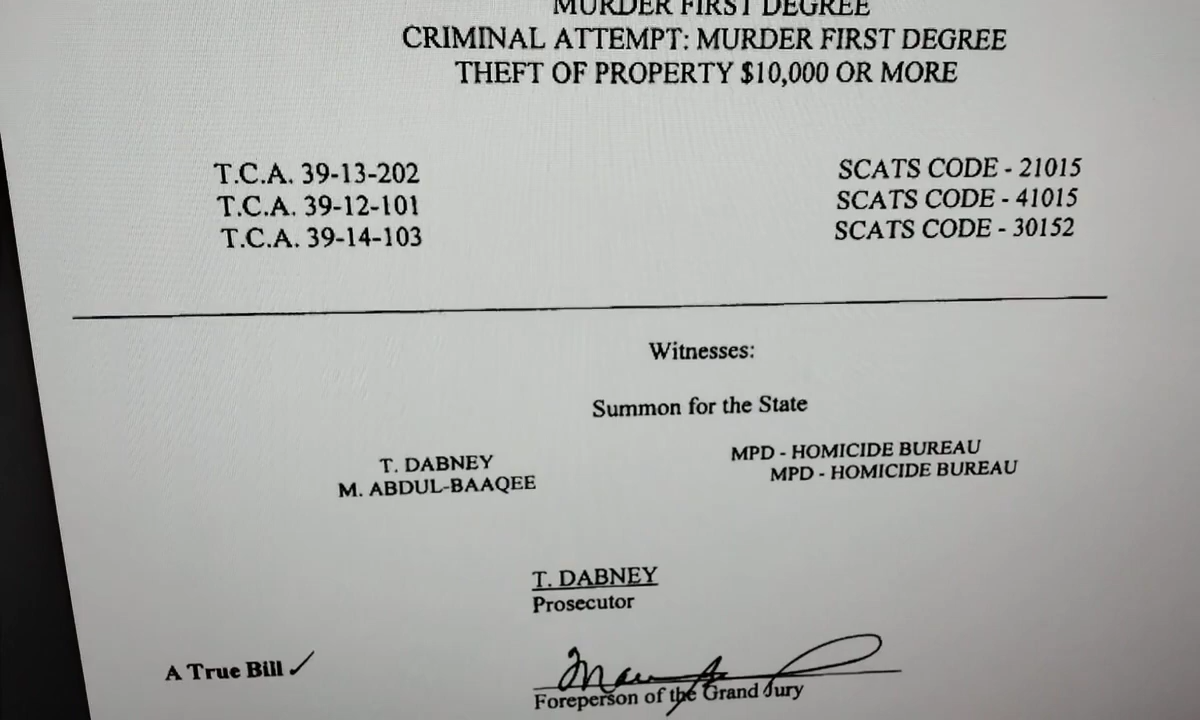 MURDER FIRST DEGREE
CRIMINAL ATTEMPT: MURDER FIRST DEGREE
THEFT OF PROPERTY $10,000 OR MORE
T.C.A. 39-13-202 SCATS CODE - 21015
T.C.A. 39-12-101 SCATS CODE - 41015
T.C.A. 39-14-103 SCATS CODE - 30152
Witnesses:
Summon for the State
T. DABNEY MPD - HOMICIDE BUREAU
M. ABDUL-BAAQEE MPD - HOMICIDE BUREAU
T. DABNEY
Prosecutor
A True Bill ✓
Foreperson of the Grand Jury